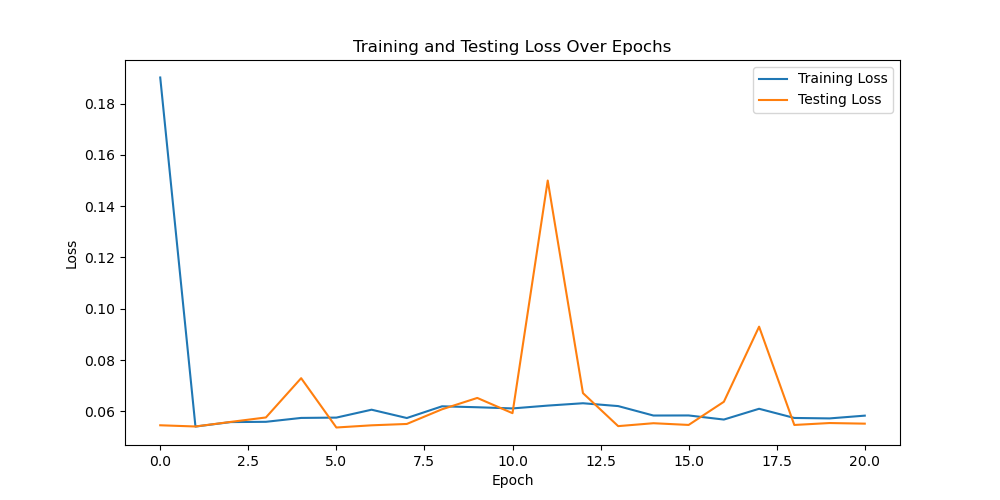 Training and Testing Loss Over Epochs
Training Loss
Testing Loss
0.18
0.16
0.14
0.12
0.10
0.08
0.06
Loss
0.0 2.5 5.0 7.5 10.0 12.5 15.0 17.5 20.0
Epoch